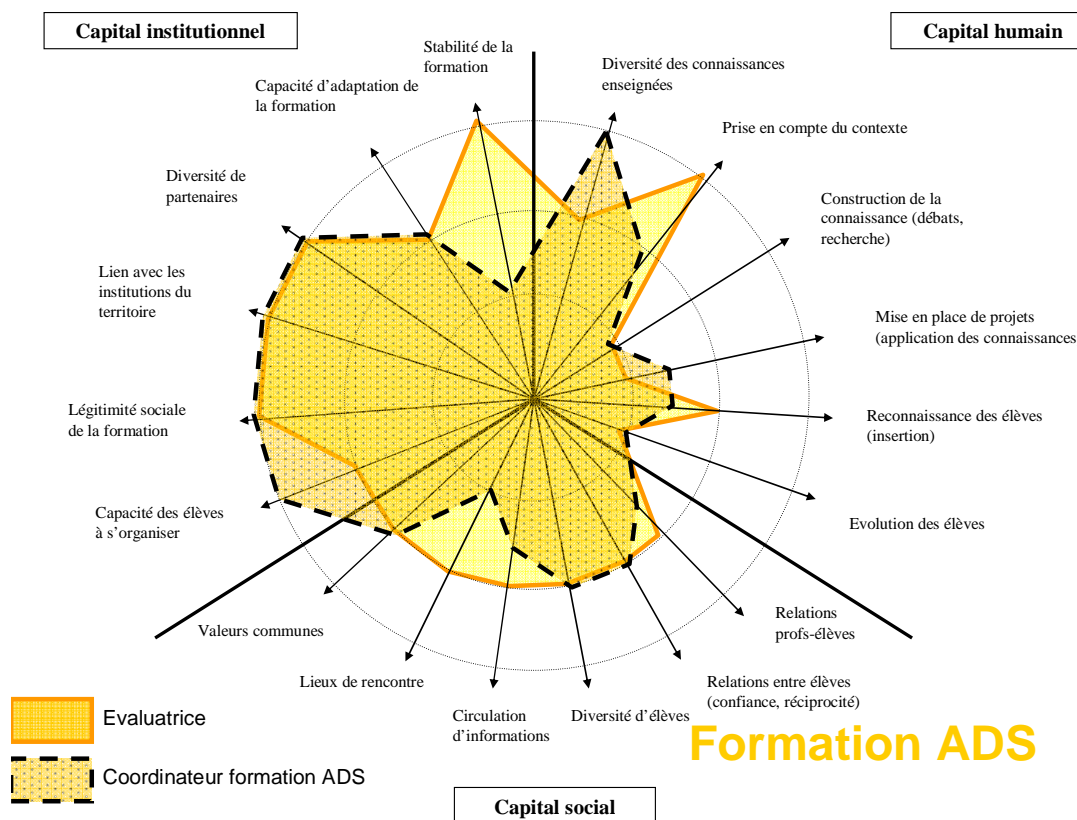 Capital institutionnel
Capital humain
Stabilité de la
formation
Diversité des connaissances
enseignées
Capacité d’adaptation de
la formation
Prise en compte du contexte
Diversité de
partenaires
Construction de la
connaissance (débats,
recherche)
Lien avec les
institutions du
territoire
Mise en place de projets
(application des connaissances
Légitimité sociale
de la formation
Reconnaissance des élèves
(insertion)
Capacité des élèves
à s’organiser
Evolution des élèves
Valeurs communes
Relations
profs-élèves
Lieux de rencontre
Relations entre élèves
(confiance, réciprocité)
Circulation
d’informations
Diversité d’élèves
Evaluatrice
Coordinateur formation ADS
Formation ADS
Capital social